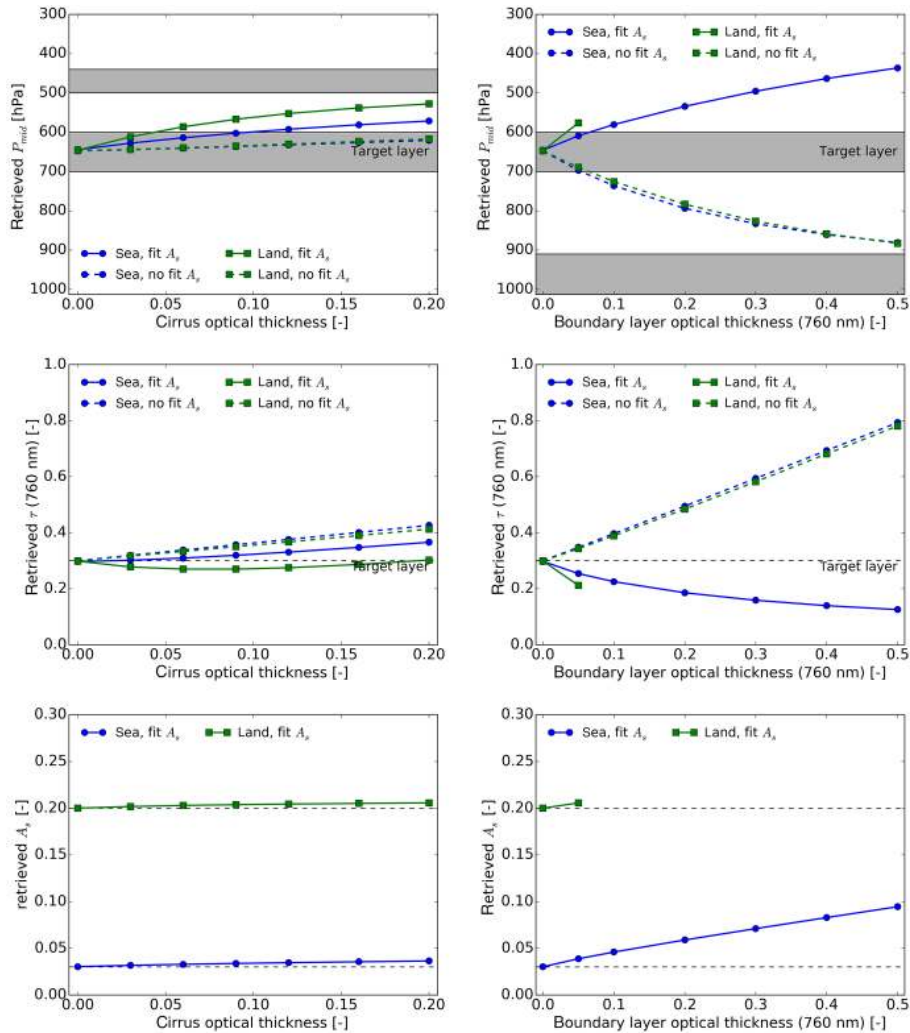 300
400
500
600
700
800
900
1000
Retrieved P_mid [hPa]
Target layer
Sea, fit A_s
Sea, no fit A_s
Land, fit A_s
Land, no fit A_s
0.00 0.05 0.10 0.15 0.20
Cirrus optical thickness [-]
300
400
500
600
700
800
900
1000
Retrieved P_mid [hPa]
Sea, fit A_s
Sea, no fit A_s
Land, fit A_s
Land, no fit A_s
Target layer
0.0 0.1 0.2 0.3 0.4 0.5
Boundary layer optical thickness (760 nm) [-]
1.0
0.8
0.6
0.4
0.2
0.0
Retrieved τ (760 nm) [-]
Sea, fit A_s
Sea, no fit A_s
Land, fit A_s
Land, no fit A_s
Target layer
0.00 0.05 0.10 0.15 0.20
Cirrus optical thickness [-]
1.0
0.8
0.6
0.4
0.2
0.0
Retrieved τ (760 nm) [-]
Sea, fit A_s
Sea, no fit A_s
Land, fit A_s
Land, no fit A_s
Target layer
0.0 0.1 0.2 0.3 0.4 0.5
Boundary layer optical thickness (760 nm) [-]
0.30
0.25
0.20
0.15
0.10
0.05
0.00
retrieved A_s [-]
Sea, fit A_s
Land, fit A_s
0.00 0.05 0.10 0.15 0.20
Cirrus optical thickness [-]
0.30
0.25
0.20
0.15
0.10
0.05
0.00
Retrieved A_s [-]
Sea, fit A_s
Land, fit A_s
0.0 0.1 0.2 0.3 0.4 0.5
Boundary layer optical thickness (760 nm) [-]